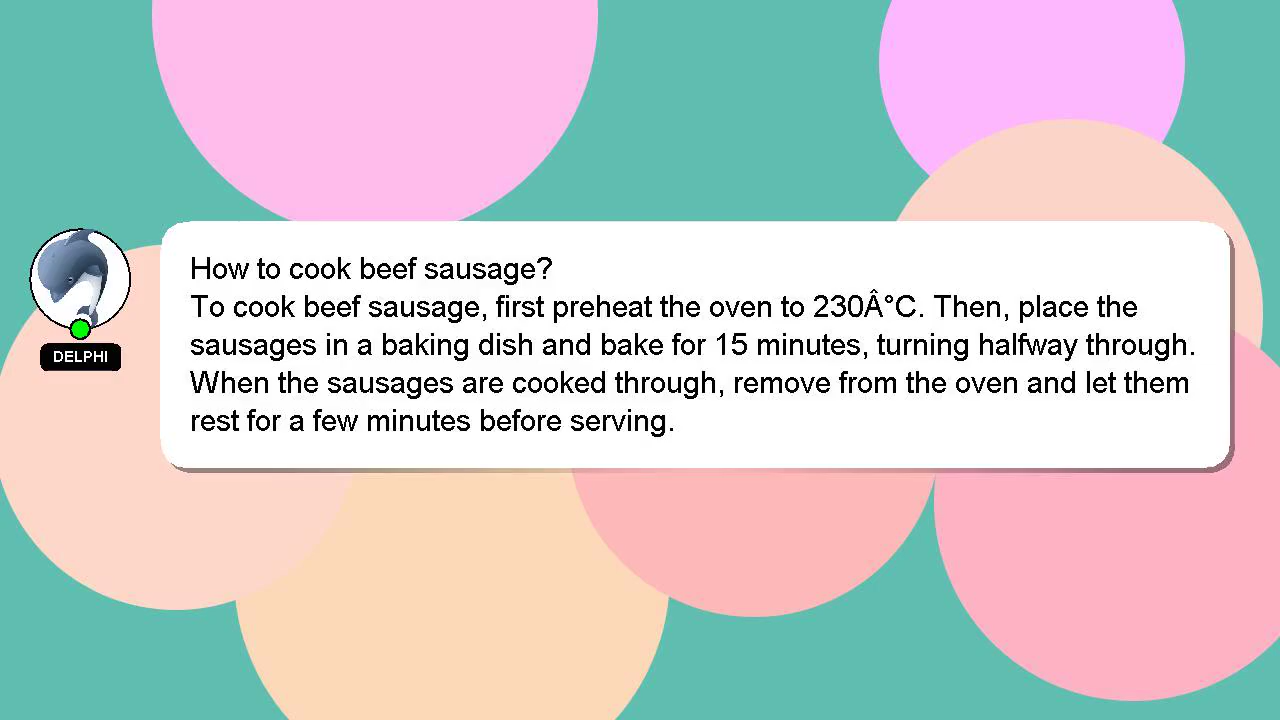 How to cook beef sausage?
To cook beef sausage, first preheat the oven to 230Â°C. Then, place the
sausages in a baking dish and bake for 15 minutes, turning halfway through.
When the sausages are cooked through, remove from the oven and let them
rest for a few minutes before serving.
DELPHI